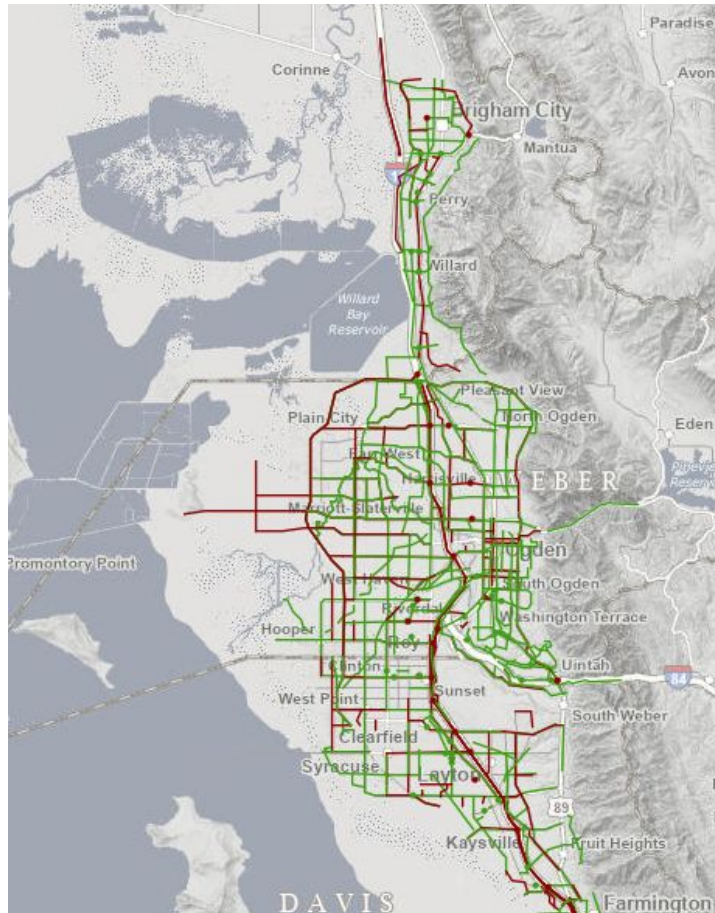 Paradise
Corinne
Avon
Brigham City
Mantua
Perry
Willard
Willard
Bay
Reservoir
Pleasant View
Plain City
North Ogden
Eden
Farr West
Harrisville
WEBER
Marriott-Slaterville
Ogden
Promontory Point
West Haven
South Ogden
Riverdale
Washington Terrace
Hooper
Roy
Clinton
Uintah
84
West Point
Sunset
South Weber
Clearfield
Syracuse
Layton
89
Kaysville
Fruit Heights
DAVIS
Farmington